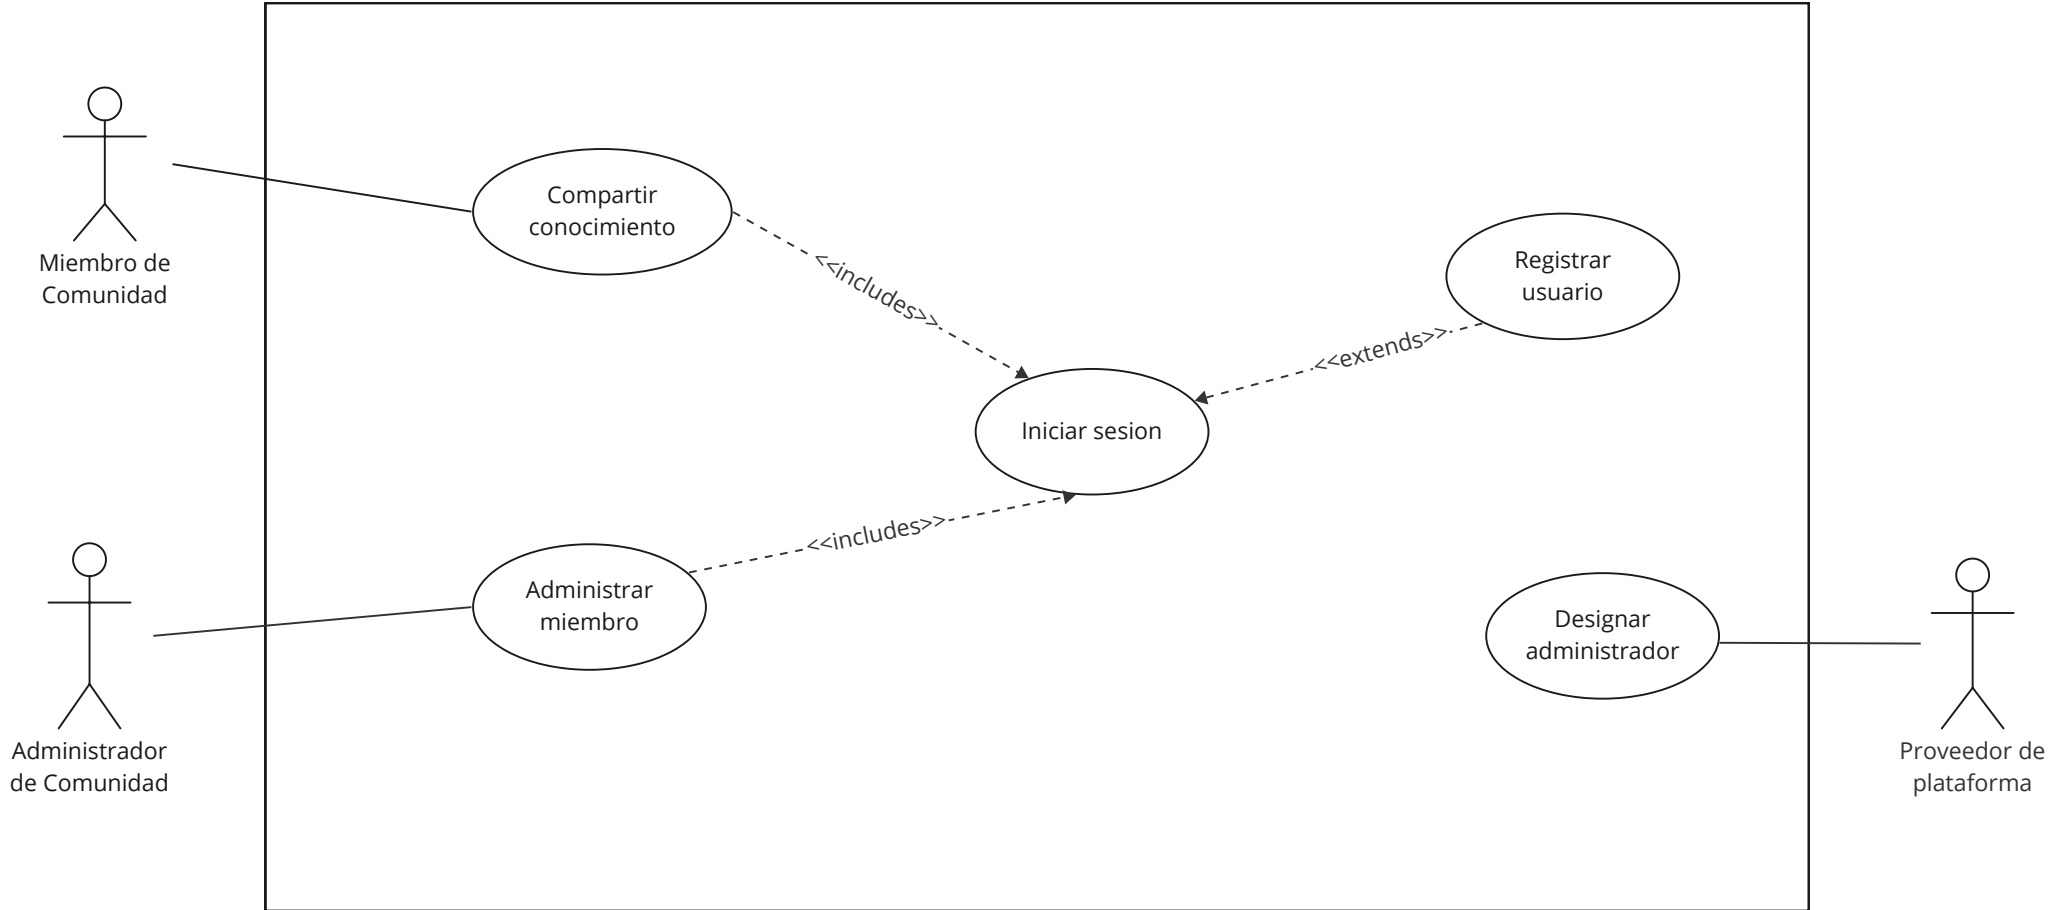 Compartir
conocimiento
Miembro de
Comunidad
<<includes>>
Registrar
usuario
<<extends>>
Iniciar sesion
<<includes>>
Administrar
miembro
Designar
administrador
Administrador
de Comunidad
Proveedor de
plataforma